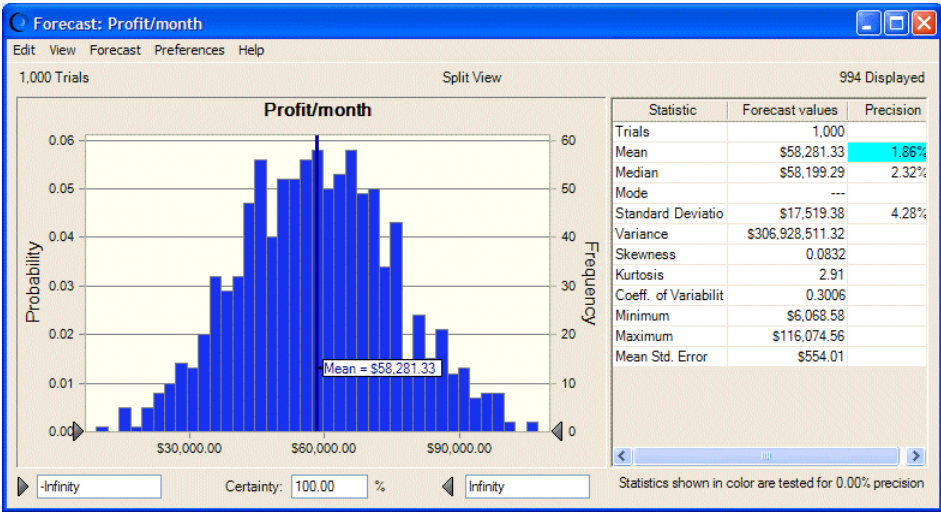 Forecast: Profit/month
Edit View Forecast Preferences Help
1,000 Trials Split View 994 Displayed
Profit/month
0.06
0.05
0.04
0.03
0.02
0.01
0.00
Probability
60
50
40
30
20
10
0
Frequency
Mean = $58,281.33
$30,000.00 $60,000.00 $90,000.00
Statistic Forecast values Precision
Trials 1,000
Mean $58,281.33 1.86%
Median $58,199.29 2.32%
Mode ---
Standard Deviatio $17,519.38 4.28%
Variance $306,928,511.32
Skewness 0.0832
Kurtosis 2.91
Coeff. of Variabilit 0.3006
Minimum $6,068.58
Maximum $116,074.56
Mean Std. Error $554.01
-Infinity Certainty: 100.00 % Infinity
Statistics shown in color are tested for 0.00% precision